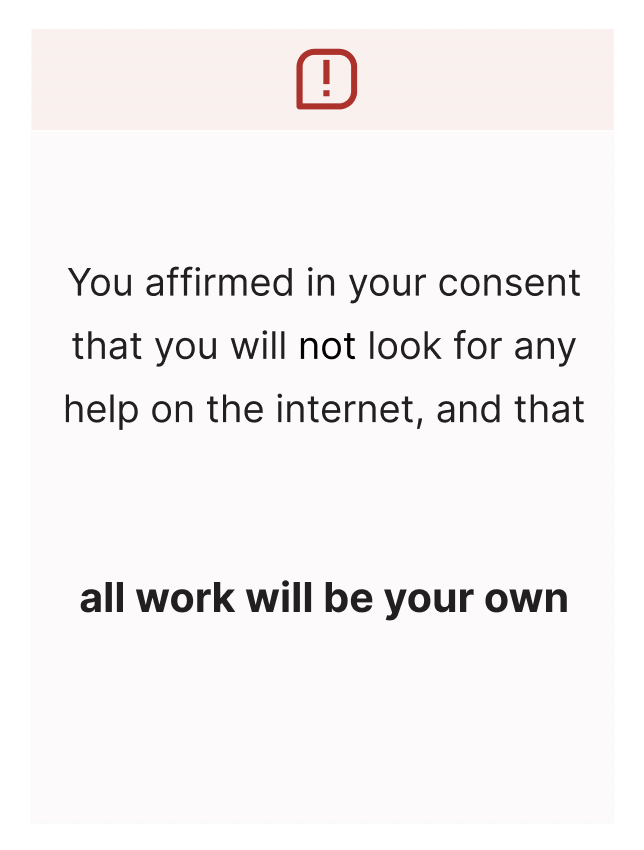 You affirmed in your consent
that you will not look for any
help on the internet, and that
all work will be your own